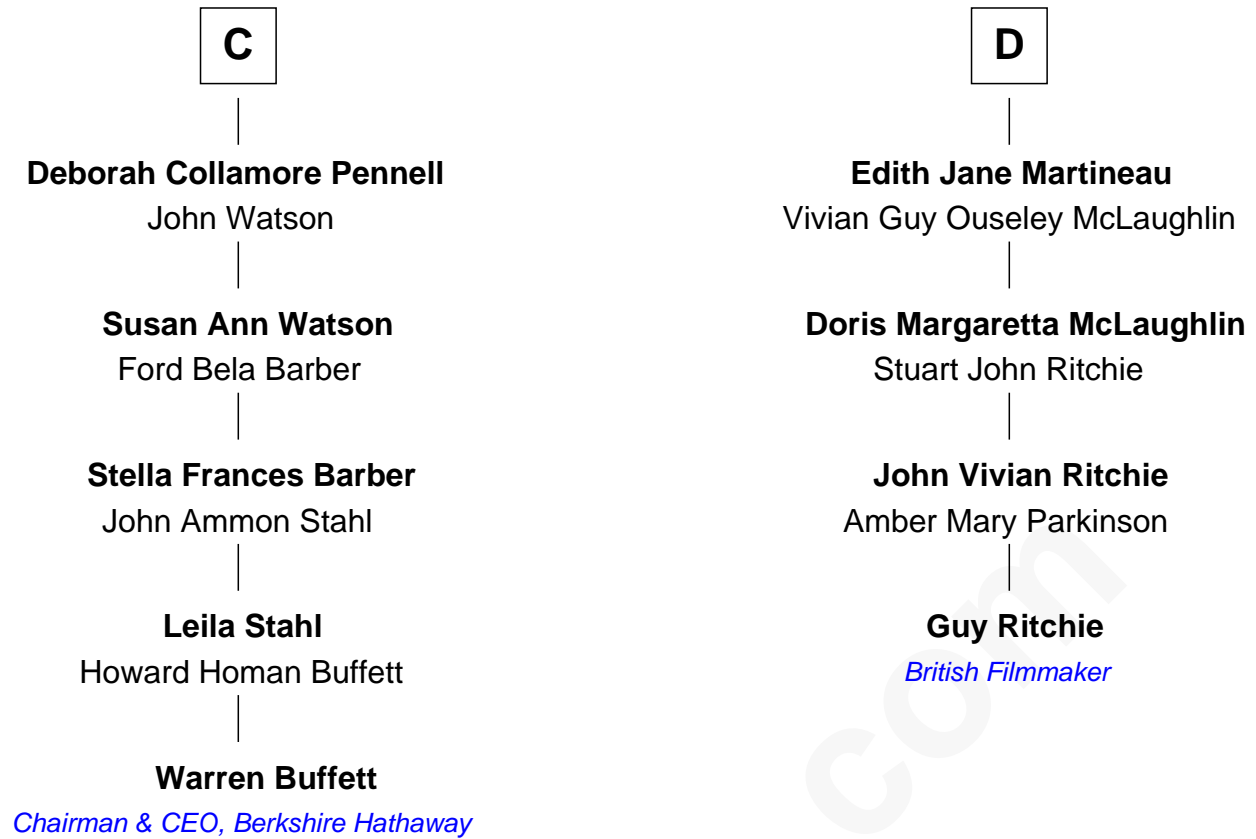 C
Deborah Collamore Pennell
John Watson
Susan Ann Watson
Ford Bela Barber
Stella Frances Barber
John Ammon Stahl
Leila Stahl
Howard Homan Buffett
Warren Buffett
Chairman & CEO, Berkshire Hathaway
D
Edith Jane Martineau
Vivian Guy Ouseley McLaughlin
Doris Margaretta McLaughlin
Stuart John Ritchie
John Vivian Ritchie
Amber Mary Parkinson
Guy Ritchie
British Filmmaker
com